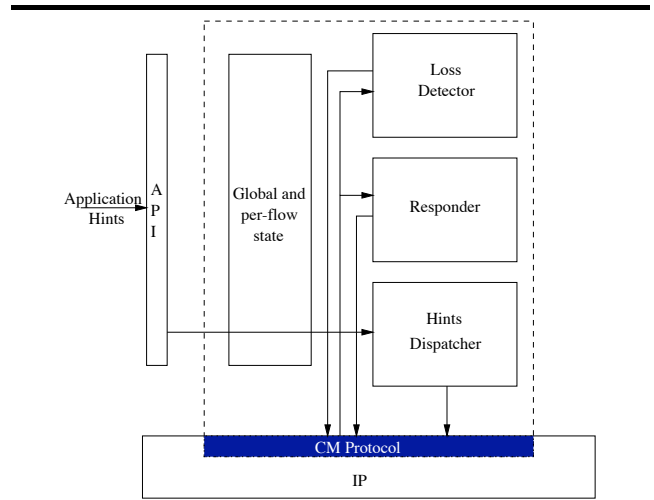 Application
Hints
A
P
I
Global and
per-flow
state
Loss
Detector
Responder
Hints
Dispatcher
CM Protocol
IP